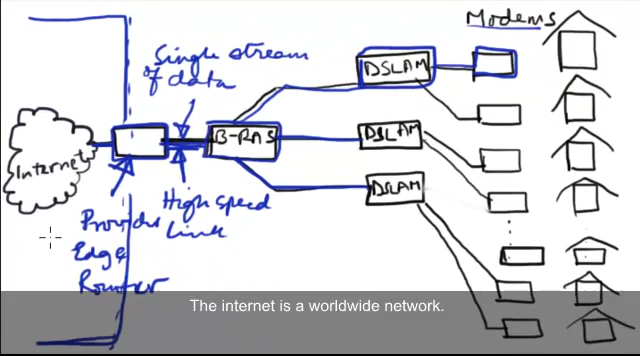 Modems
Single stream
of data
DSLAM
Internet
B-RAS
DSLAM
DSLAM
High speed
Link
Provider
Edge
Router
The internet is a worldwide network.